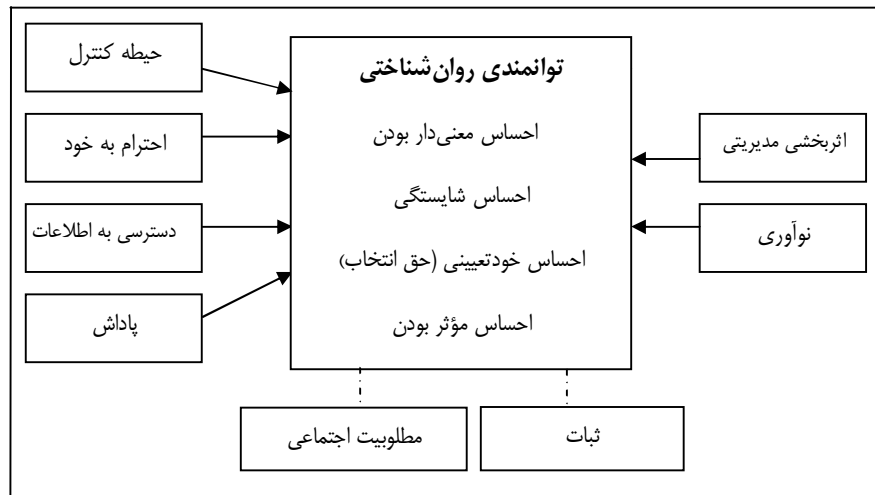 حیطه کنترل
احترام به خود
دسترسی به اطلاعات
پاداش
توانمندی روان‌شناختی
احساس معنی‌دار بودن
احساس شایستگی
احساس خودتعیینی (حق انتخاب)
احساس مؤثر بودن
اثربخشی مدیریتی
نوآوری
مطلوبیت اجتماعی
ثبات